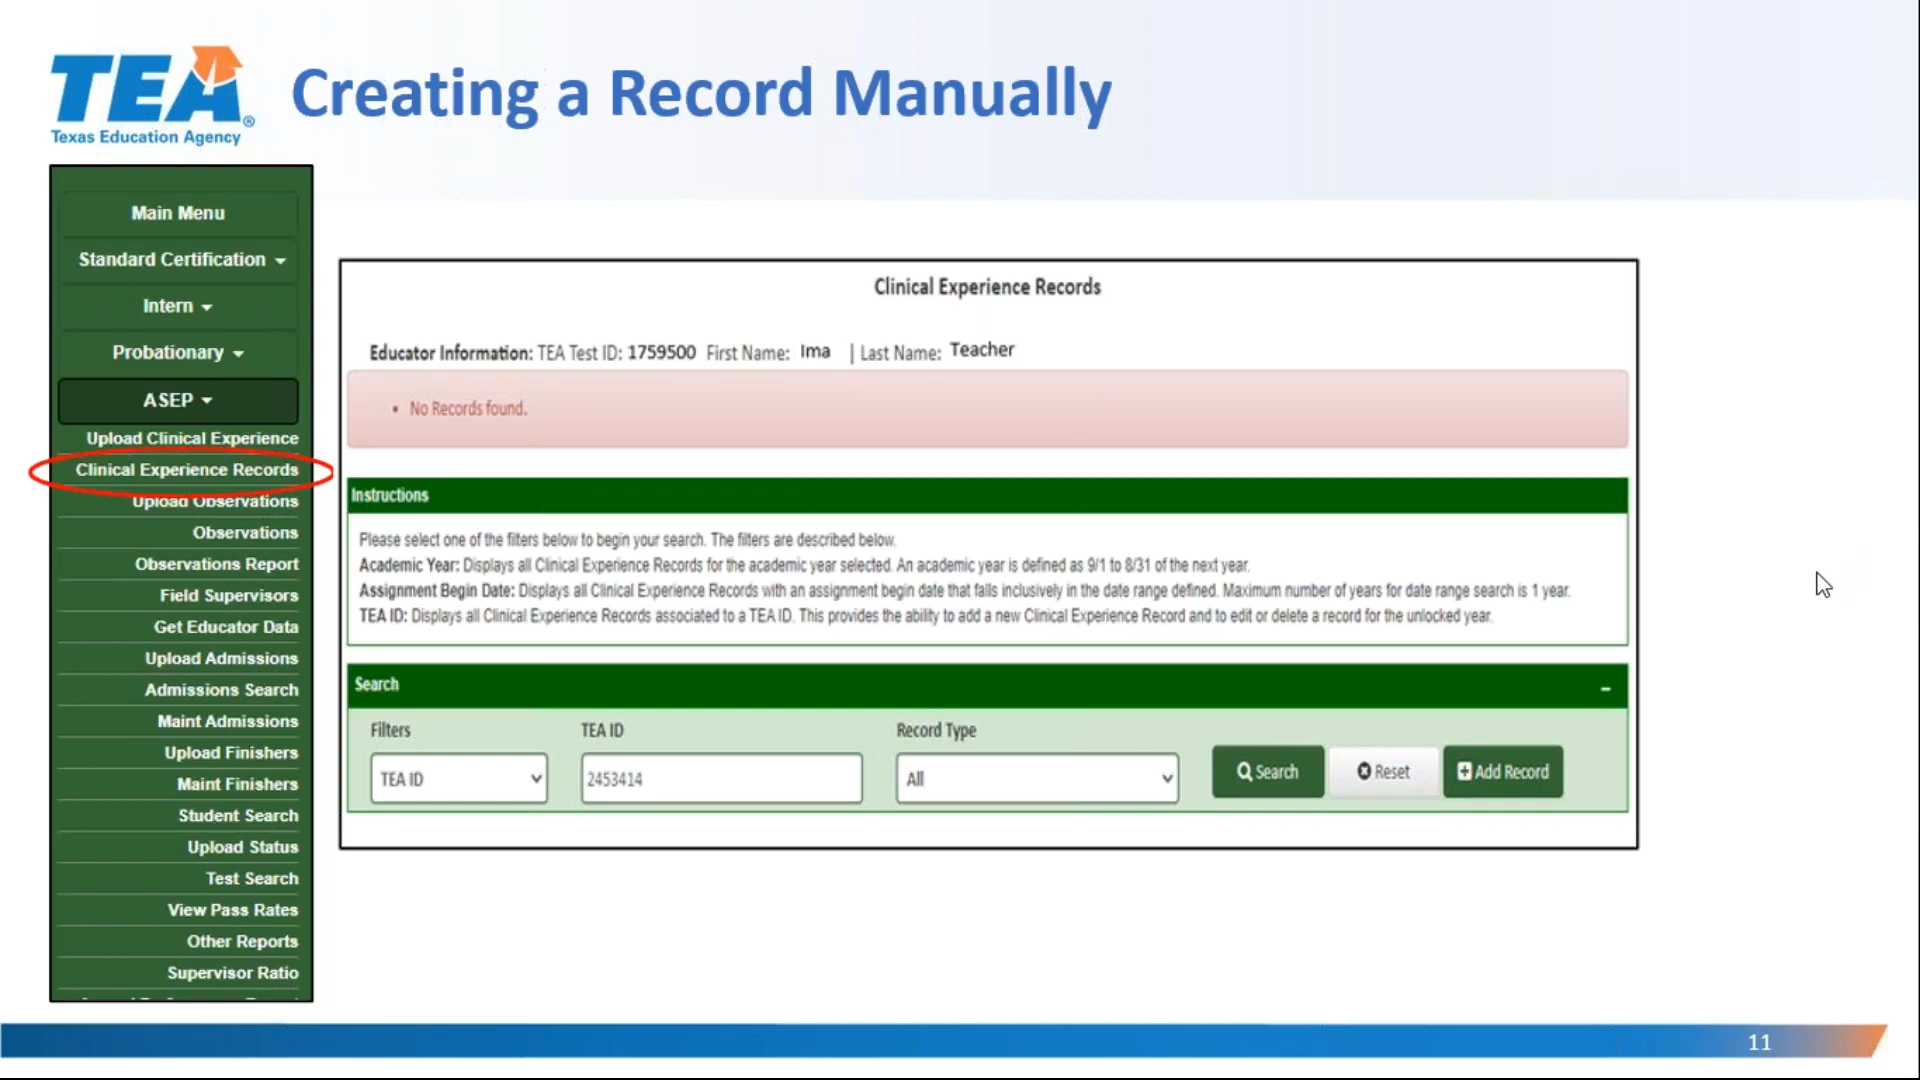 TEA®
Texas Education Agency
Creating a Record Manually
Main Menu
Standard Certification
Intern
Probationary
ASEP
Upload Clinical Experience
Clinical Experience Records
Upload Observations
Observations
Observations Report
Field Supervisors
Get Educator Data
Upload Admissions
Admissions Search
Maint Admissions
Upload Finishers
Maint Finishers
Student Search
Upload Status
Test Search
View Pass Rates
Other Reports
Supervisor Ratio
Clinical Experience Records
Educator Information: TEA Test ID: 1759500 First Name: Ima | Last Name: Teacher
• No Records found.
Instructions
Please select one of the filters below to begin your search. The filters are described below.
Academic Year: Displays all Clinical Experience Records for the academic year selected. An academic year is defined as 9/1 to 8/31 of the next year.
Assignment Begin Date: Displays all Clinical Experience Records with an assignment begin date that falls inclusively in the date range defined. Maximum number of years for date range search is 1 year.
TEA ID: Displays all Clinical Experience Records associated to a TEA ID. This provides the ability to add a new Clinical Experience Record and to edit or delete a record for the unlocked year.
Search –
Filters TEA ID Record Type
TEA ID 2453414 All Search Reset Add Record
11